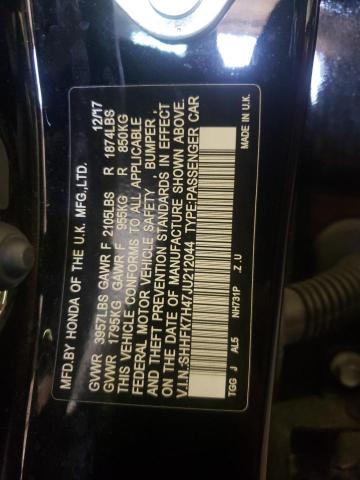 MFD.BY HONDA OF THE U.K. MFG.,LTD. 12/17
GVWR 3957LBS GAWR F 2105LBS R 1874LBS
GVWR 1795KG GAWR F 955KG R 850KG
THIS VEHICLE CONFORMS TO ALL APPLICABLE
FEDERAL MOTOR VEHICLE SAFETY , BUMPER ,
AND THEFT PREVENTION STANDARDS IN EFFECT
ON THE DATE OF MANUFACTURE SHOWN ABOVE.
V.I.N.:SHHFK7H47JU212044 TYPE:PASSENGER CAR
NH731P .Z.U MADE IN U.K.
TGG J AL5